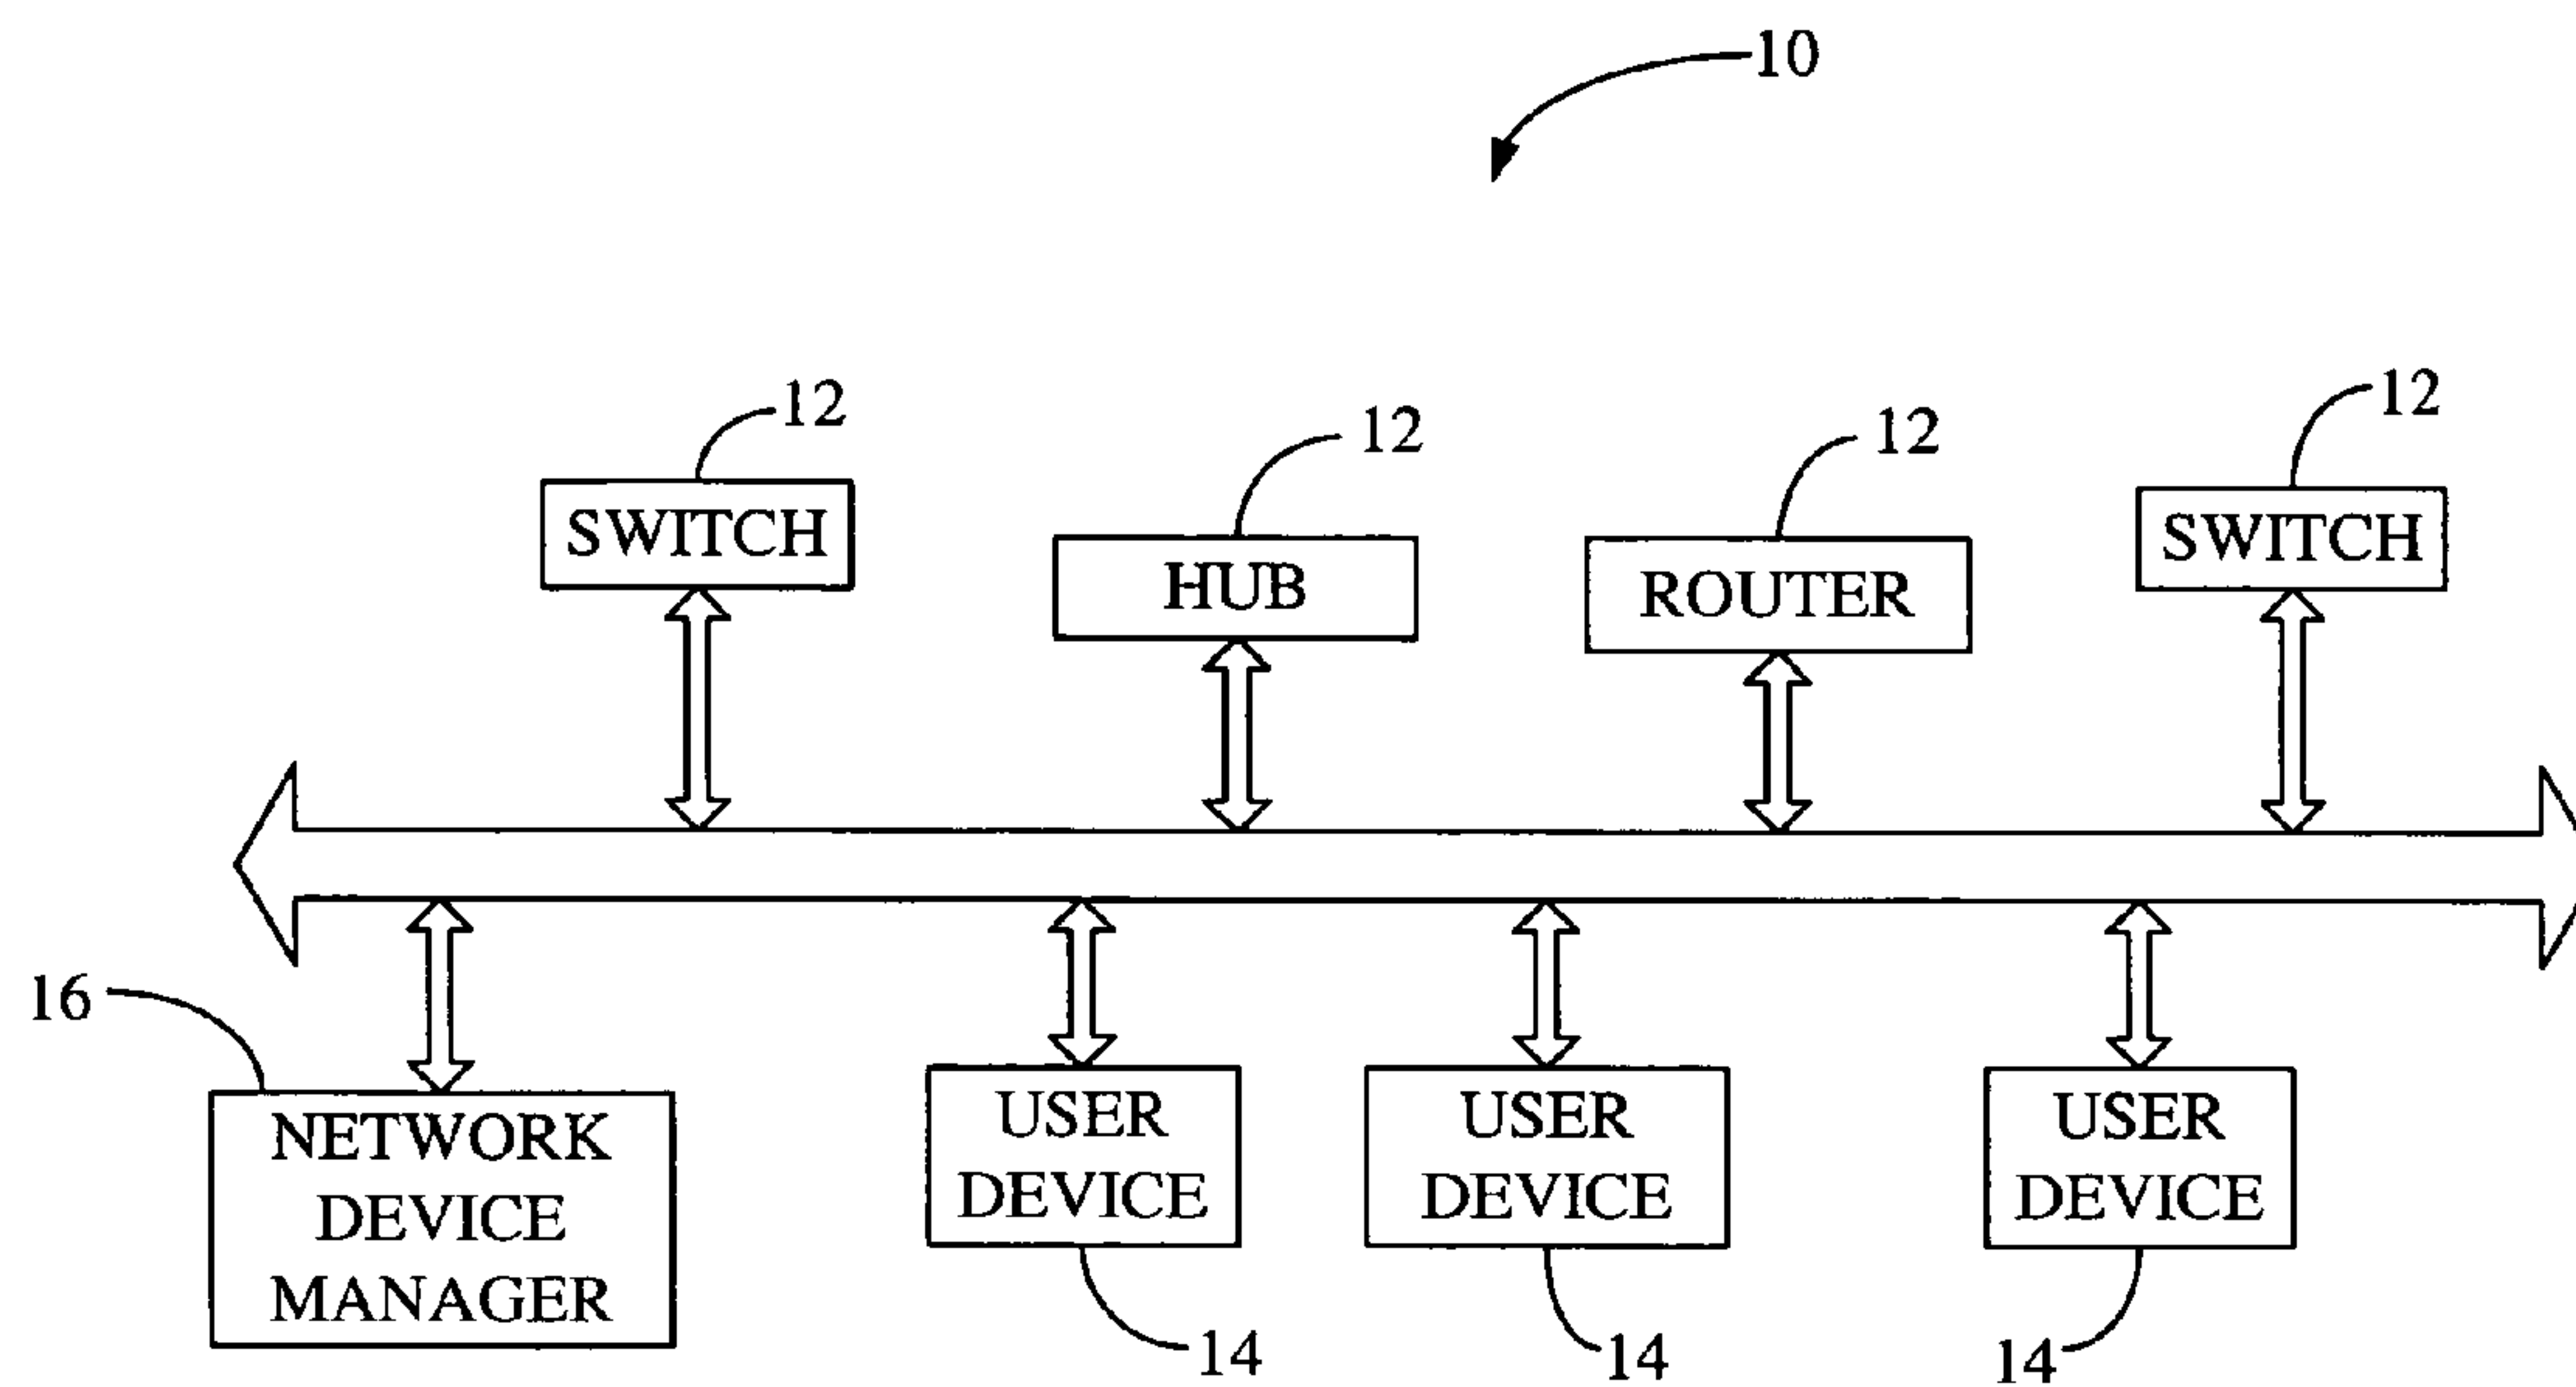 10
12
12
12
12
SWITCH
HUB
ROUTER
SWITCH
16
NETWORK
DEVICE
MANAGER
USER
DEVICE
USER
DEVICE
USER
DEVICE
14
14
14